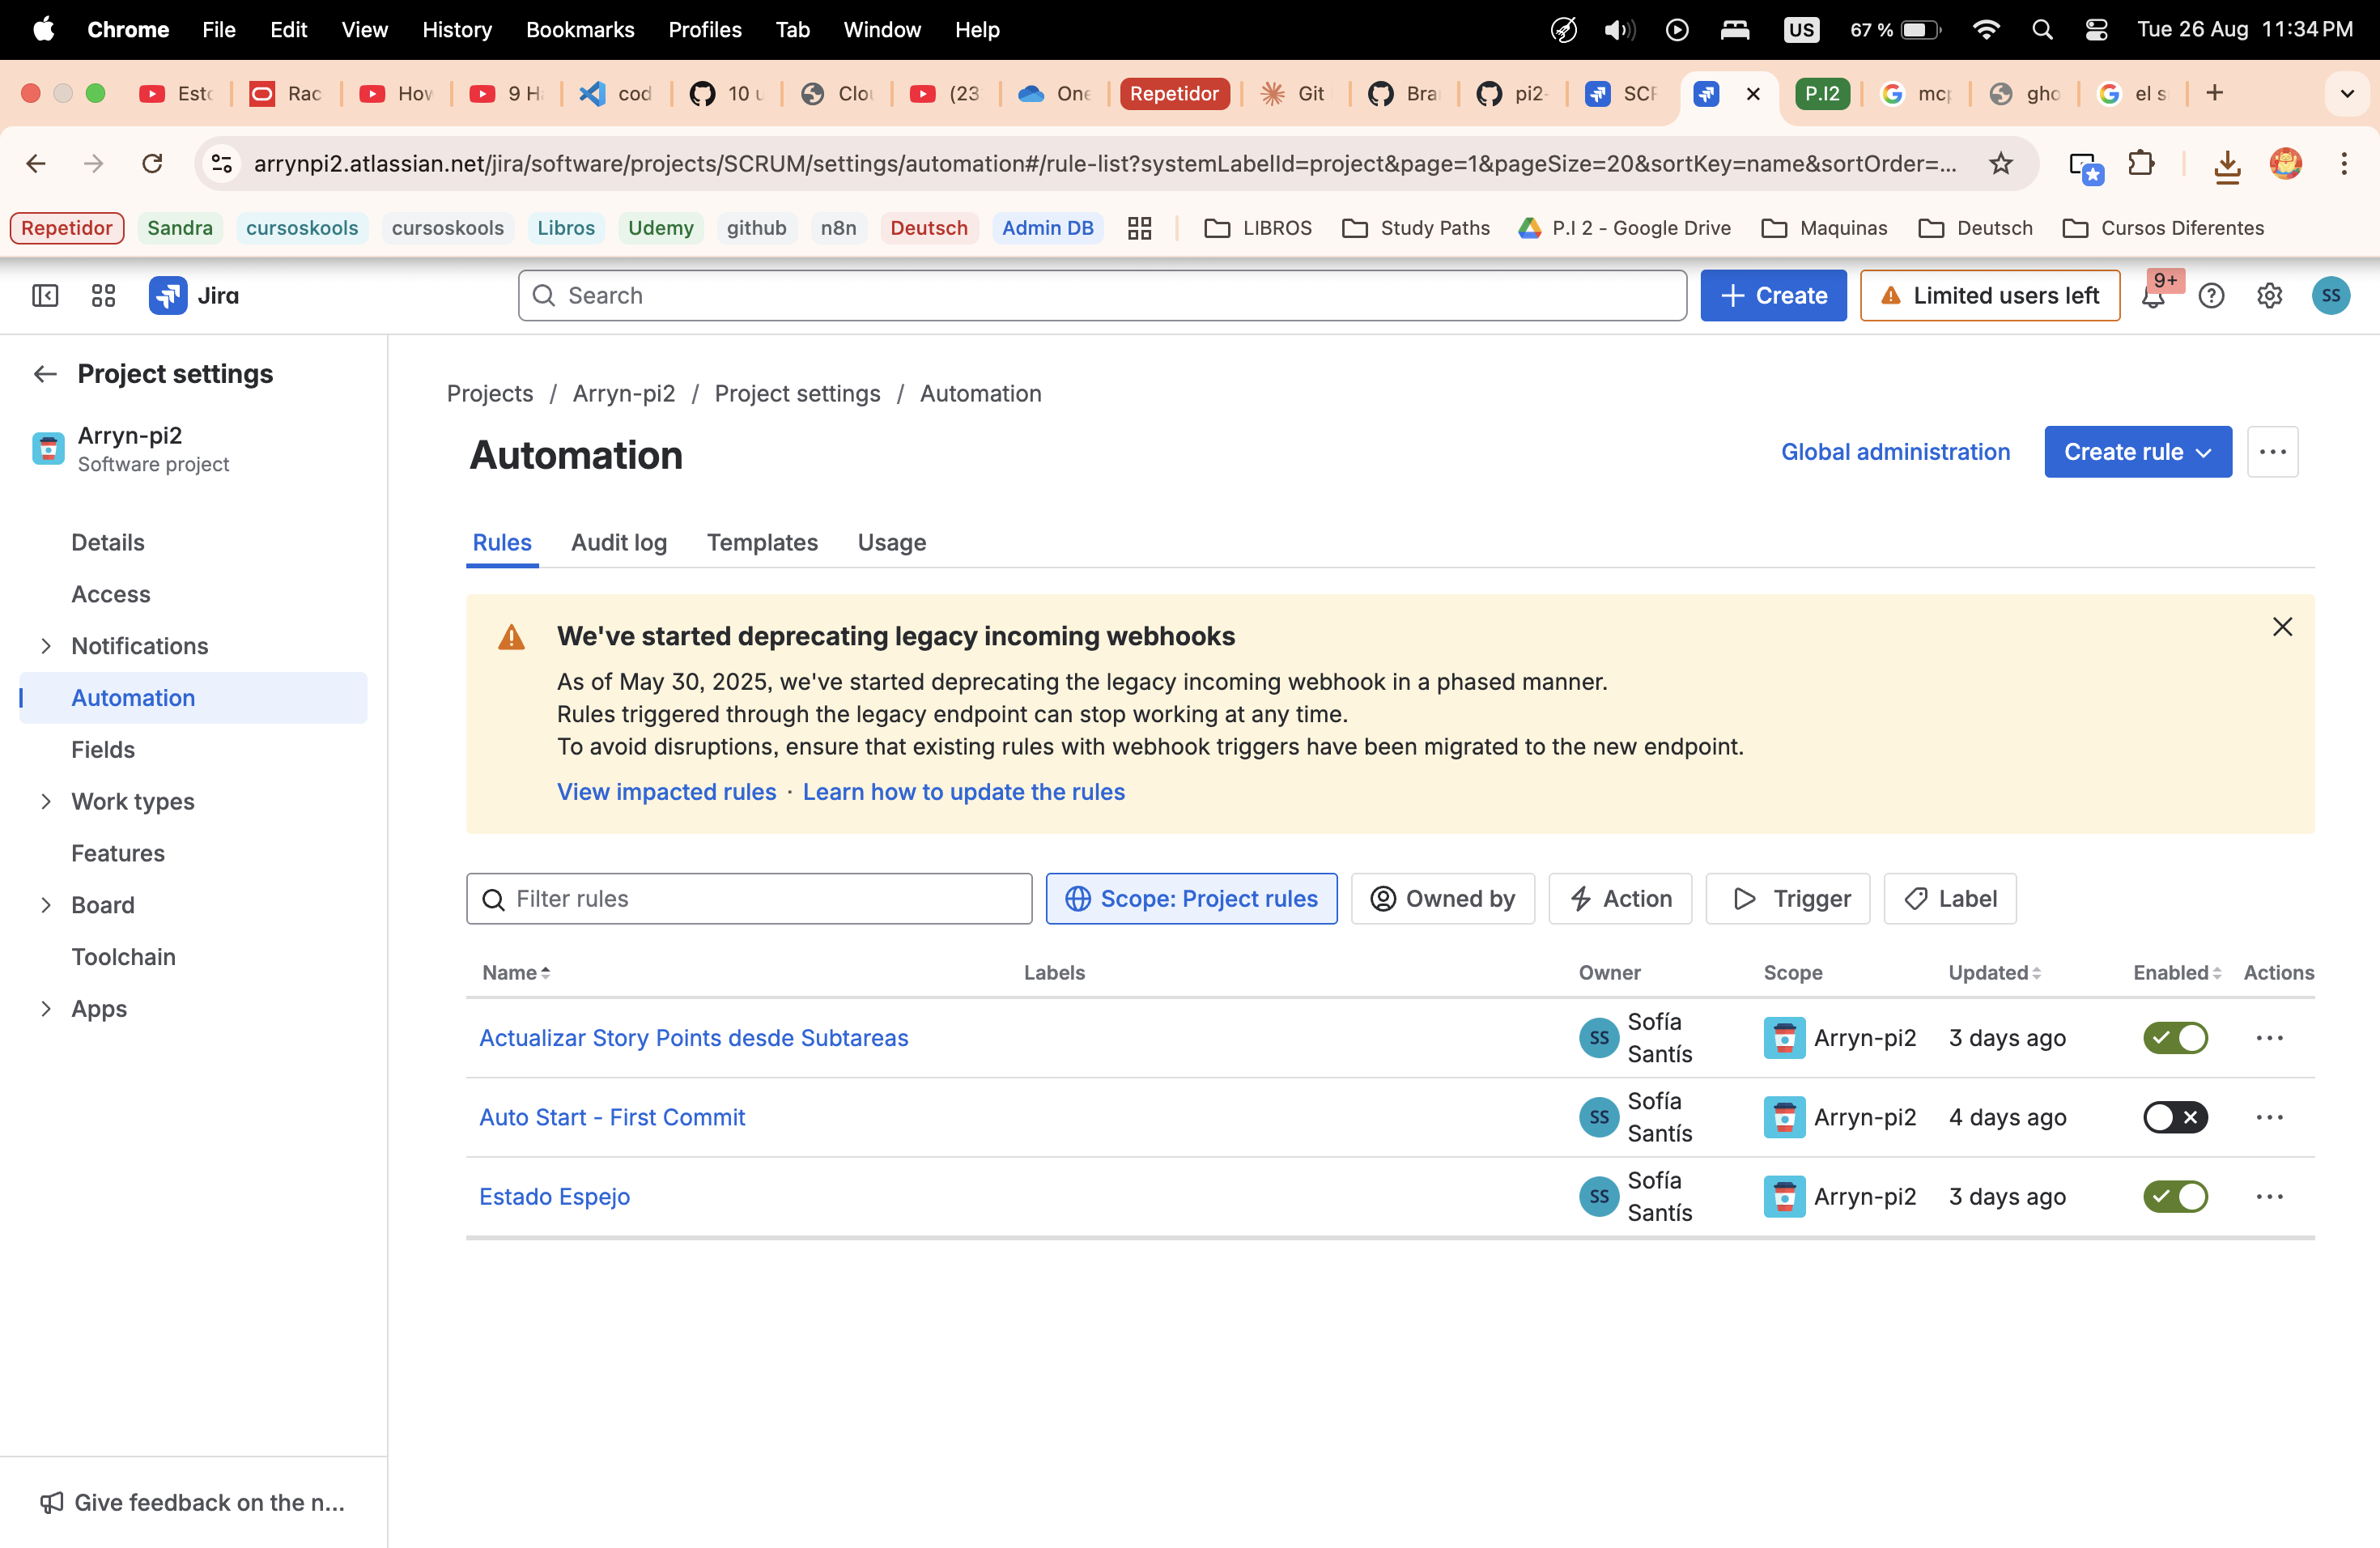 Chrome File Edit View History Bookmarks Profiles Tab Window Help US 67 % Tue 26 Aug 11:34 PM
Esto Rac How 9 H cod 10 u Clou (23 One Repetidor Git Bra pi2- SCR P.I2 mcp gho el s
arrynpi2.atlassian.net/jira/software/projects/SCRUM/settings/automation#/rule-list?systemLabelId=project&page=1&pageSize=20&sortKey=name&sortOrder=...
Repetidor Sandra cursoskools cursoskools Libros Udemy github n8n Deutsch Admin DB LIBROS Study Paths P.I 2 - Google Drive Maquinas Deutsch Cursos Diferentes
Jira Search Create Limited users left 9+ SS
Project settings
Arryn-pi2
Software project
Details
Access
Notifications
Automation
Fields
Work types
Features
Board
Toolchain
Apps
Give feedback on the n...
Projects / Arryn-pi2 / Project settings / Automation
Automation
Global administration Create rule
Rules Audit log Templates Usage
We've started deprecating legacy incoming webhooks
As of May 30, 2025, we've started deprecating the legacy incoming webhook in a phased manner.
Rules triggered through the legacy endpoint can stop working at any time.
To avoid disruptions, ensure that existing rules with webhook triggers have been migrated to the new endpoint.
View impacted rules · Learn how to update the rules
Filter rules Scope: Project rules Owned by Action Trigger Label
Name Labels Owner Scope Updated Enabled Actions
Actualizar Story Points desde Subtareas SS Sofía Santís Arryn-pi2 3 days ago
Auto Start - First Commit SS Sofía Santís Arryn-pi2 4 days ago
Estado Espejo SS Sofía Santís Arryn-pi2 3 days ago